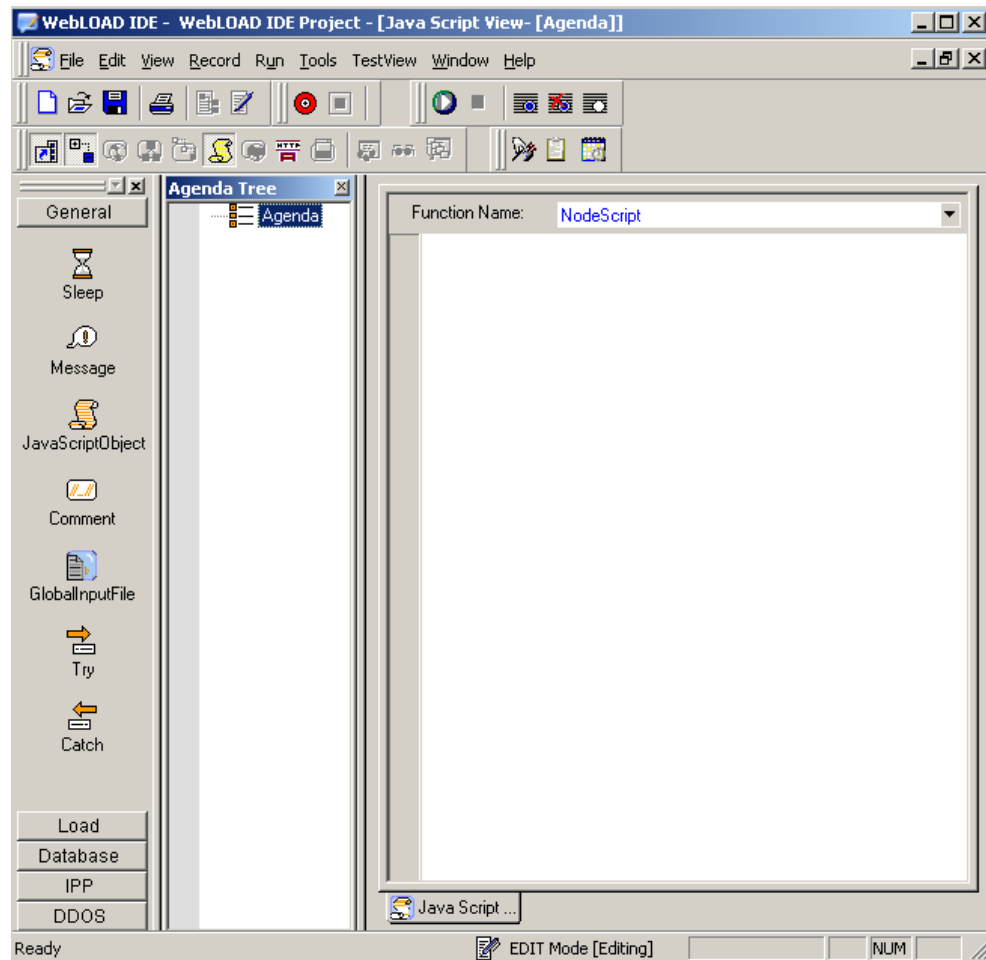 WebLOAD IDE - WebLOAD IDE Project - [Java Script View- [Agenda]]
File Edit View Record Run Tools TestView Window Help
HTTP
General
Sleep
Message
JavaScriptObject
Comment
GlobalInputFile
Try
Catch
Load
Database
IPP
DDOS
Agenda Tree
Agenda
Function Name: NodeScript
Java Script ...
Ready EDIT Mode [Editing] NUM